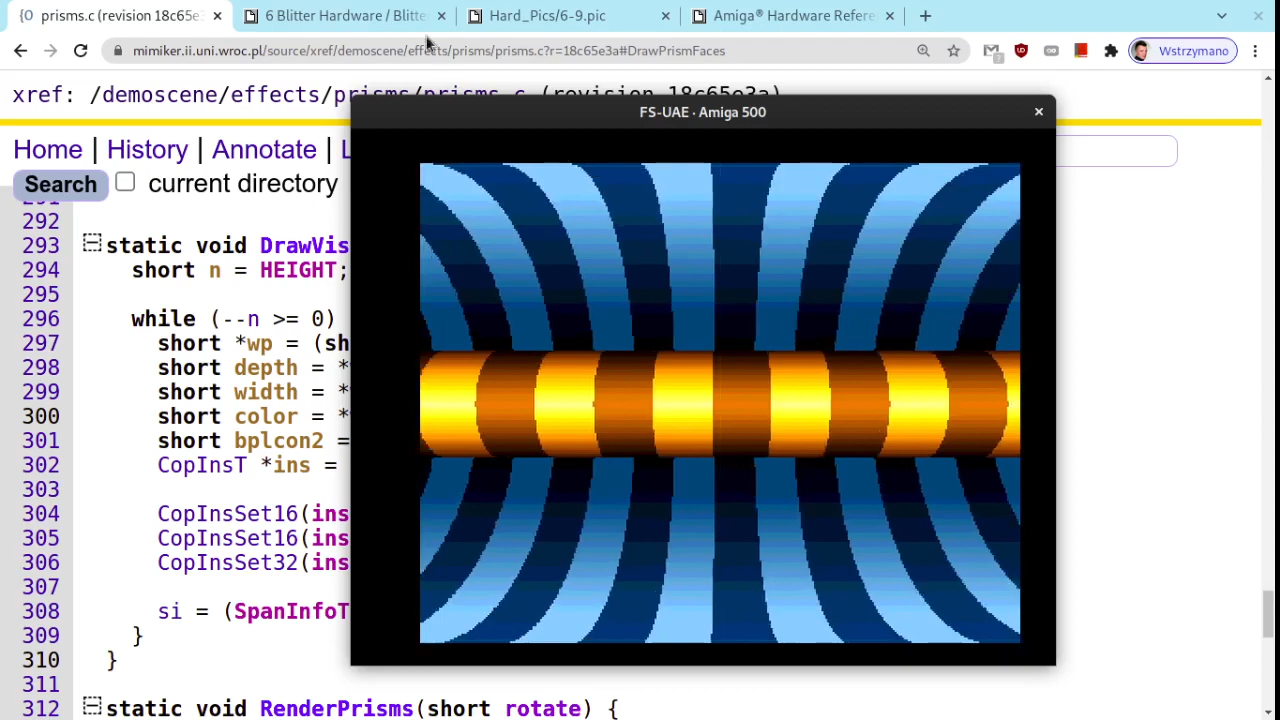 prisms.c (revision 18c65e3
6 Blitter Hardware / Blitte
Hard_Pics/6-9.pic
Amiga® Hardware Refere
mimiker.ii.uni.wroc.pl/source/xref/demoscene/effects/prisms/prisms.c?r=18c65e3a#DrawPrismFaces
Wstrzymano
xref: /demoscene/effects/prisms/prisms.c (revision 18c65e3a)
FS-UAE · Amiga 500
Home | History | Annotate | L
Search current directory
291
292
293 static void DrawVis
294 short n = HEIGHT;
295
296 while (--n >= 0)
297 short *wp = (sh
298 short depth = *
299 short width = *
300 short color = *
301 short bplcon2 =
302 CopInsT *ins =
303
304 CopInsSet16(ins
305 CopInsSet16(ins
306 CopInsSet32(ins
307
308 si = (SpanInfoT
309 }
310 }
311
312 static void RenderPrisms(short rotate) {